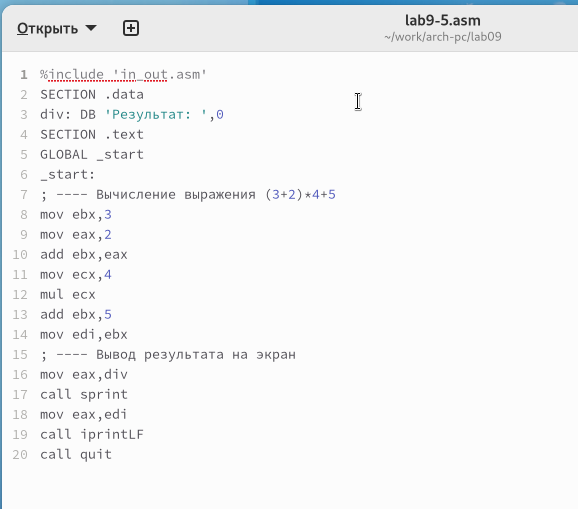 Открыть
lab9-5.asm
~/work/arch-pc/lab09
1 %include 'in_out.asm'
2 SECTION .data
3 div: DB 'Результат: ',0
4 SECTION .text
5 GLOBAL _start
6 _start:
7 ; ---- Вычисление выражения (3+2)*4+5
8 mov ebx,3
9 mov eax,2
10 add ebx,eax
11 mov ecx,4
12 mul ecx
13 add ebx,5
14 mov edi,ebx
15 ; ---- Вывод результата на экран
16 mov eax,div
17 call sprint
18 mov eax,edi
19 call iprintLF
20 call quit